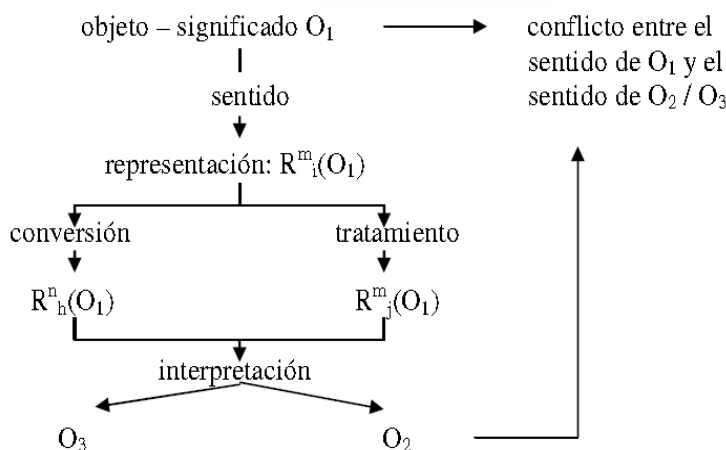 objeto – significado O₁
conflicto entre el
sentido de O₁ y el
sentido de O₂ / O₃
sentido
representación: Rᵐᵢ(O₁)
conversión
tratamiento
Rⁿₕ(O₁)
Rᵐⱼ(O₁)
interpretación
O₃
O₂